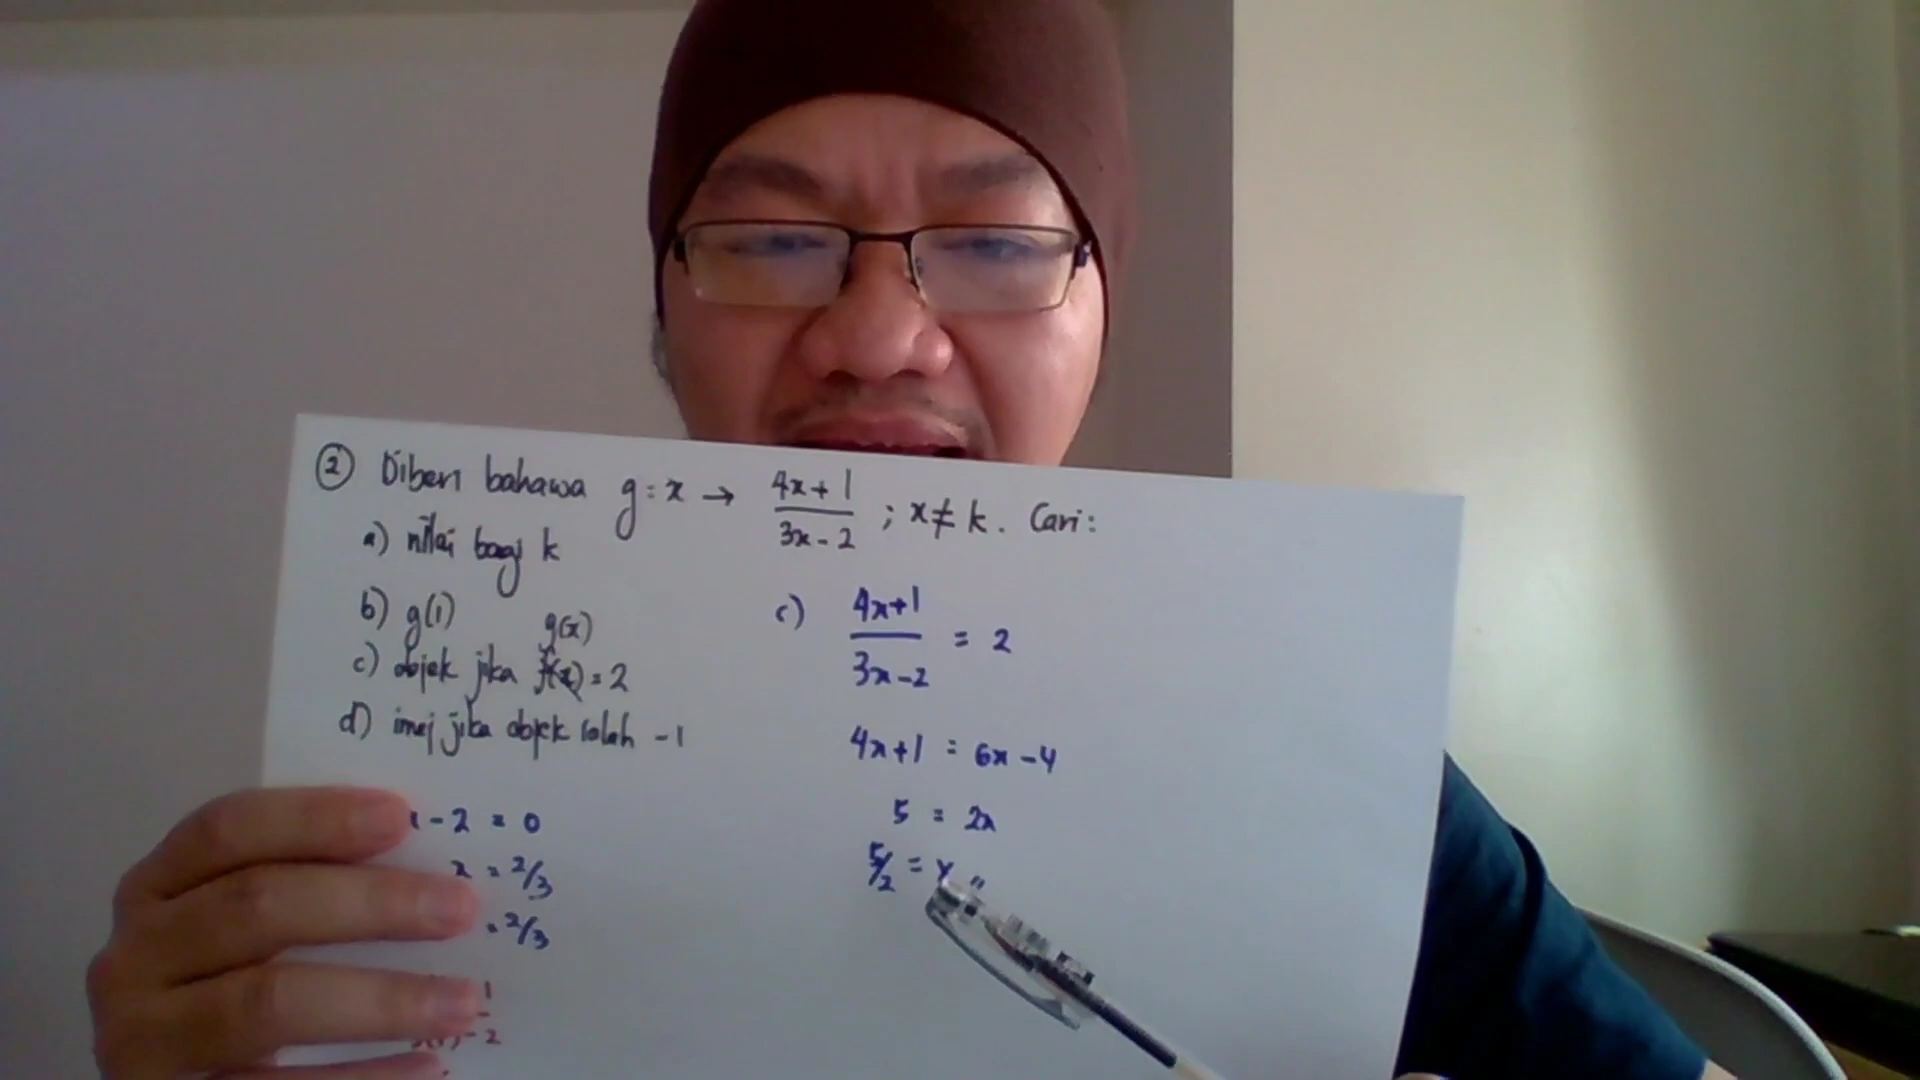 ② Diberi bahawa g : x → 4x + 1 / 3x - 2 ; x ≠ k. Cari:
a) nilai bagi k
b) g(1)
g(x)
c) objek jika f(x) = 2
d) imej jika objek ialah -1
- 2 = 0
x = 2/3
= 2/3
1
- 2
c) 4x+1 / 3x-2 = 2
4x+1 = 6x-4
5 = 2x
5/2 = x //